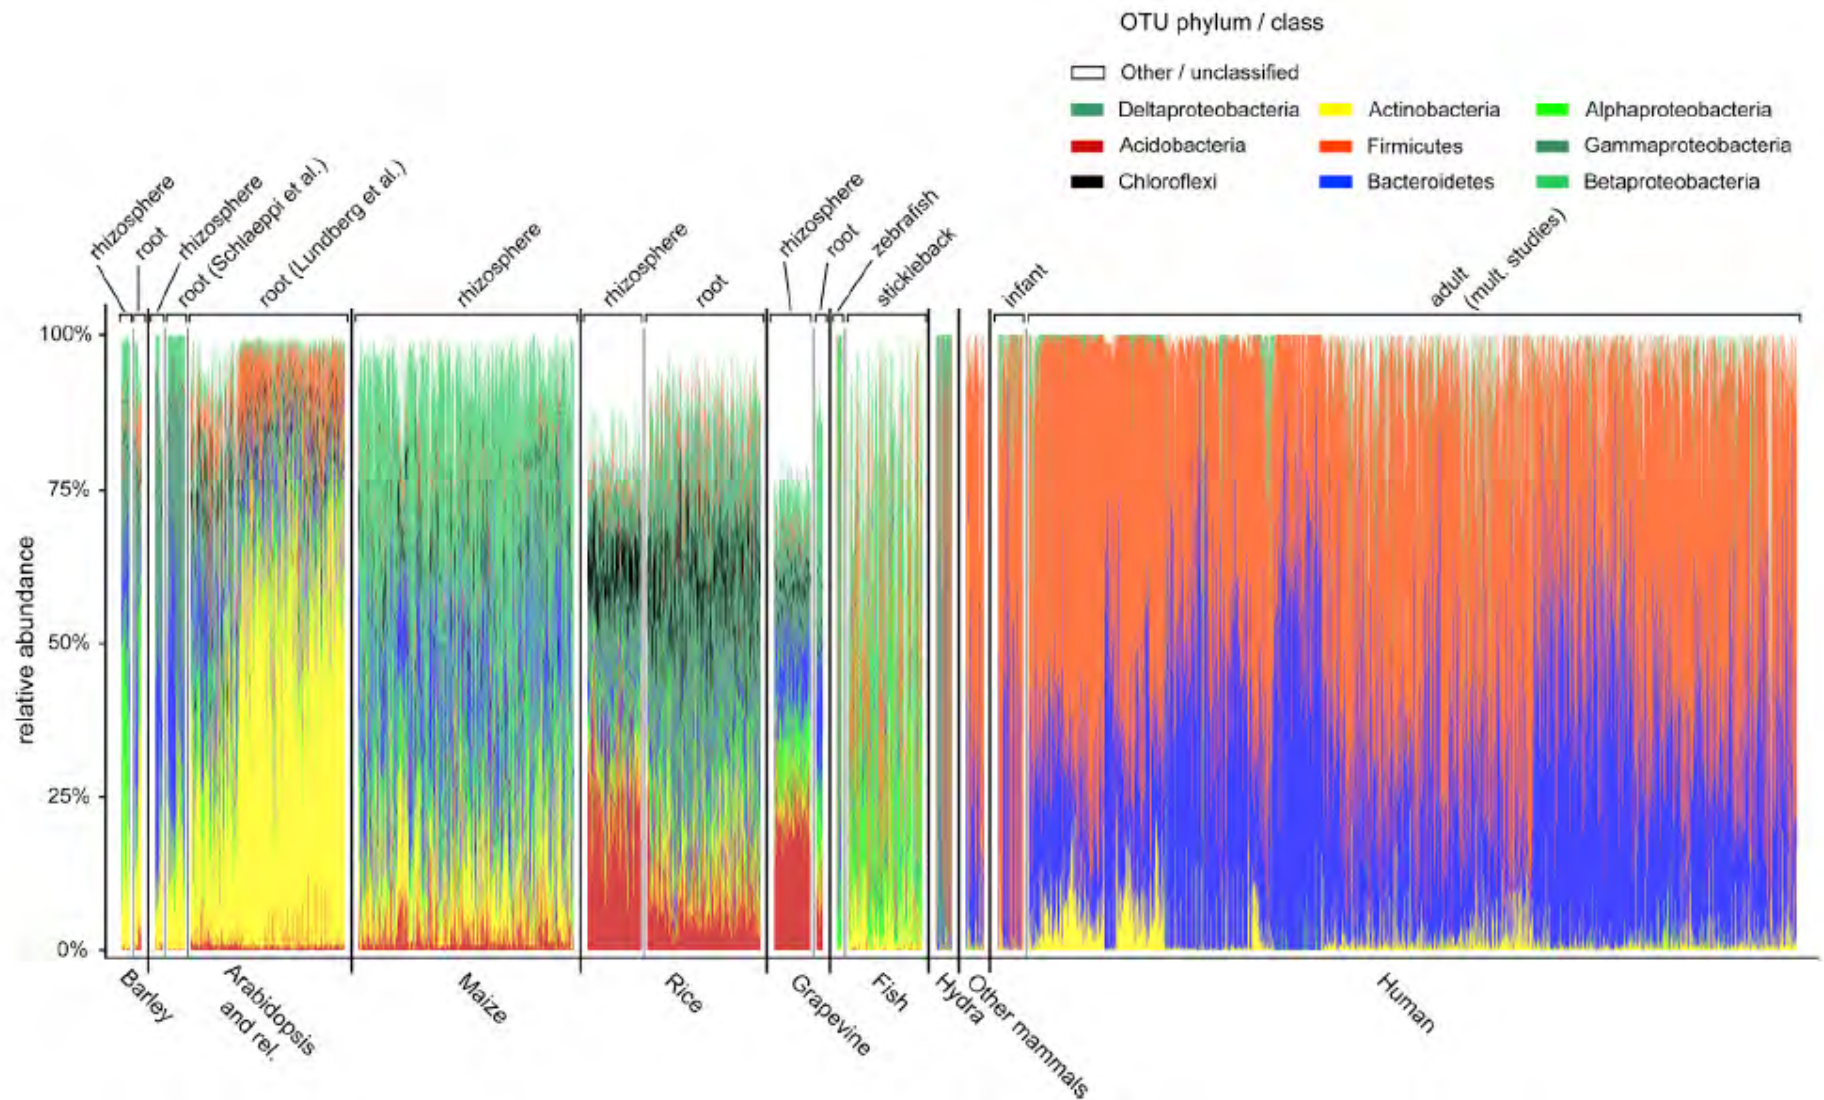 OTU phylum / class
Other / unclassified
Deltaproteobacteria
Actinobacteria
Alphaproteobacteria
Acidobacteria
Firmicutes
Gammaproteobacteria
Chloroflexi
Bacteroidetes
Betaproteobacteria
rhizosphere
root
rhizosphere
root (Schlaeppi et al.)
root (Lundberg et al.)
rhizosphere
rhizosphere
root
rhizosphere
root
zebrafish
stickleback
infant
adult
(mult. studies)
relative abundance
100%
75%
50%
25%
0%
Barley
Arabidopsis
and rel.
Maize
Rice
Grapevine
Fish
Hydra
Other mammals
Human